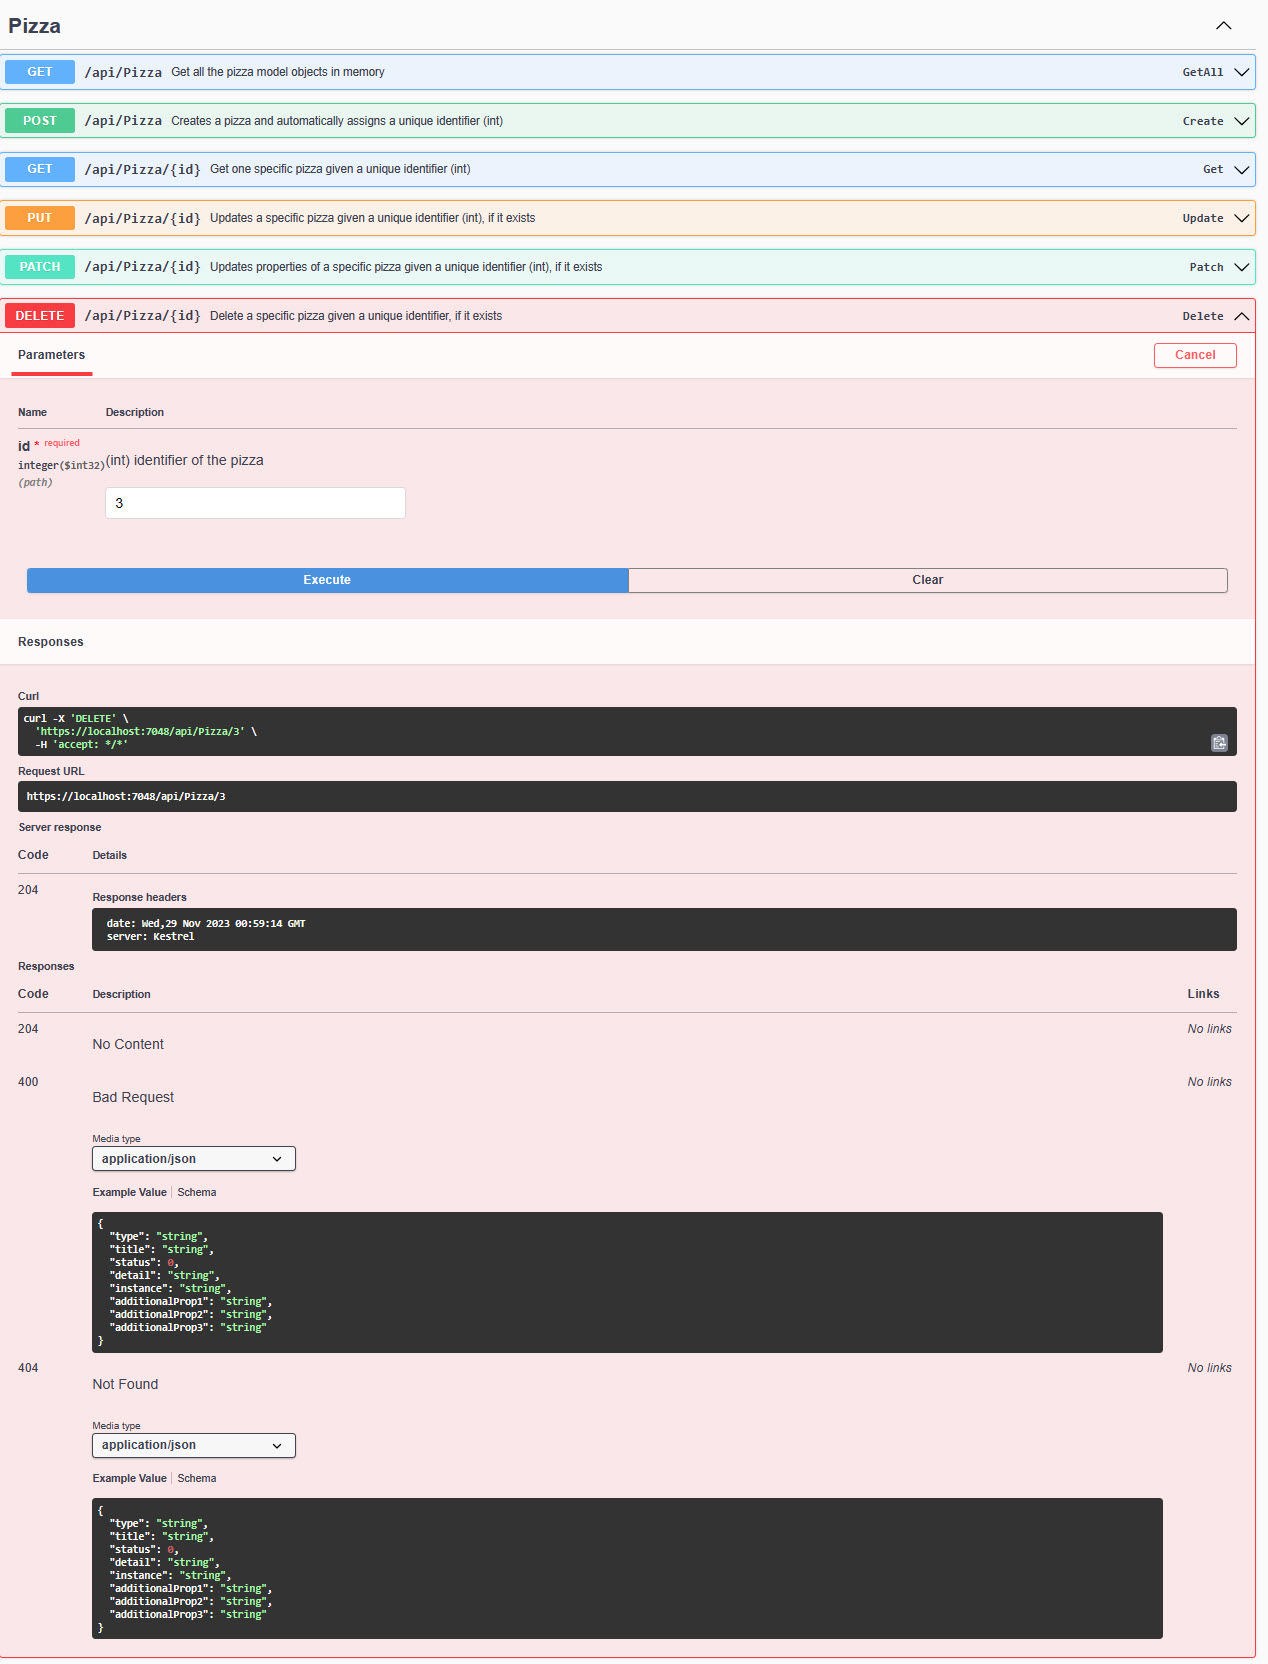 Pizza
GET /api/Pizza Get all the pizza model objects in memory GetAll
POST /api/Pizza Creates a pizza and automatically assigns a unique identifier (int) Create
GET /api/Pizza/{id} Get one specific pizza given a unique identifier (int) Get
PUT /api/Pizza/{id} Updates a specific pizza given a unique identifier (int), if it exists Update
PATCH /api/Pizza/{id} Updates properties of a specific pizza given a unique identifier (int), if it exists Patch
DELETE /api/Pizza/{id} Delete a specific pizza given a unique identifier, if it exists Delete
Parameters Cancel
Name Description
id * required
integer($int32) (int) identifier of the pizza
(path)
3
Execute Clear
Responses
Curl
curl -X 'DELETE' \
'https://localhost:7048/api/Pizza/3' \
-H 'accept: */*'
Request URL
https://localhost:7048/api/Pizza/3
Server response
Code Details
204
Response headers
date: Wed,29 Nov 2023 00:59:14 GMT
server: Kestrel
Responses
Code Description Links
204 No links
No Content
400 No links
Bad Request
Media type
application/json
Example Value Schema
{
"type": "string",
"title": "string",
"status": 0,
"detail": "string",
"instance": "string",
"additionalProp1": "string",
"additionalProp2": "string",
"additionalProp3": "string"
}
404 No links
Not Found
Media type
application/json
Example Value Schema
{
"type": "string",
"title": "string",
"status": 0,
"detail": "string",
"instance": "string",
"additionalProp1": "string",
"additionalProp2": "string",
"additionalProp3": "string"
}